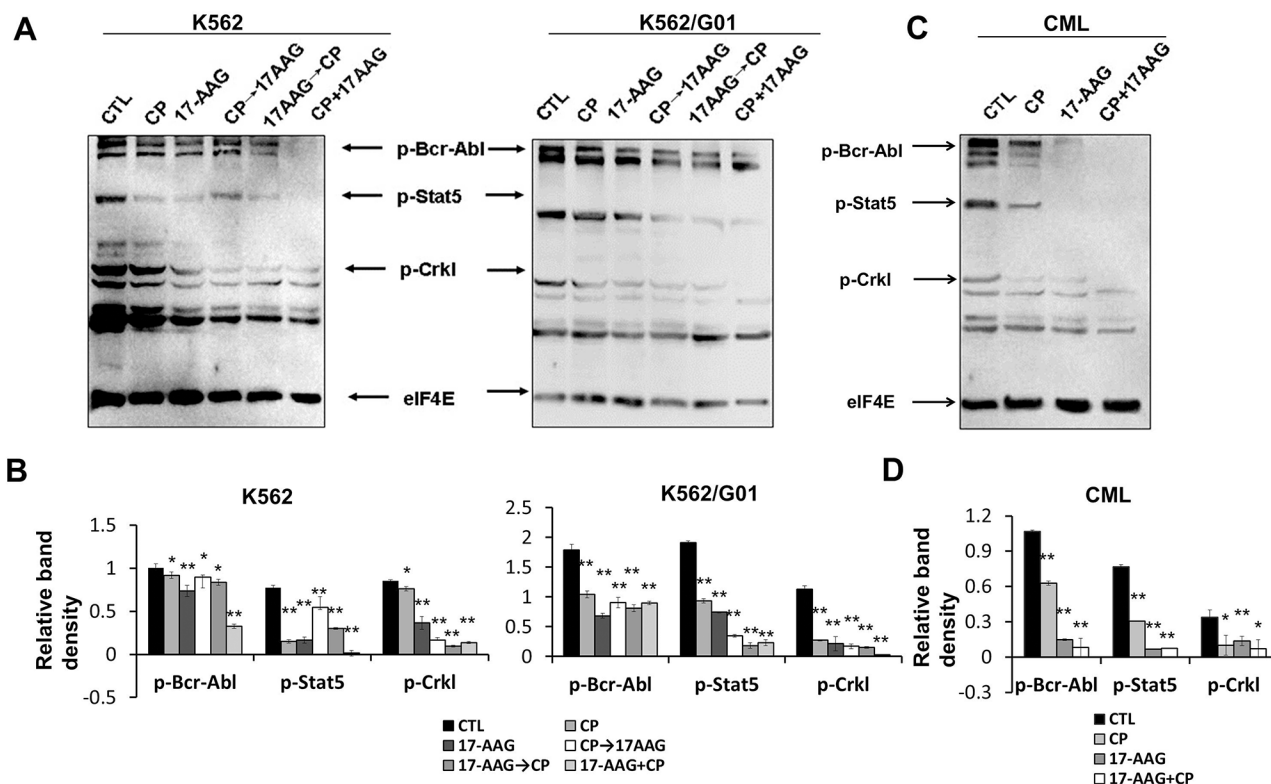 A
K562
K562/G01
C
CML
CTL
CP
17-AAG
CP→17AAG
17AAG→CP
CP+17AAG
CTL
CP
17-AAG
CP→17AAG
17AAG→CP
CP+17AAG
CTL
CP
17-AAG
CP+17AAG
p-Bcr-Abl
p-Stat5
p-Crkl
eIF4E
p-Bcr-Abl
p-Stat5
p-Crkl
eIF4E
B
K562
Relative band
density
1.5
1
0.5
0
-0.5
* ** * * **
** ** ** ** **
* ** ** ** **
p-Bcr-Abl p-Stat5 p-Crkl
K562/G01
2.5
2
1.5
1
0.5
0
** ** ** ** **
** ** ** ** **
** ** ** ** **
p-Bcr-Abl p-Stat5 p-Crkl
CTL CP
17-AAG CP→17AAG
17-AAG→CP 17-AAG+CP
D
CML
Relative band
density
1.2
0.9
0.6
0.3
0
-0.3
** ** **
** ** **
* ** *
p-Bcr-Abl p-Stat5 p-Crkl
CTL
CP
17-AAG
17-AAG+CP